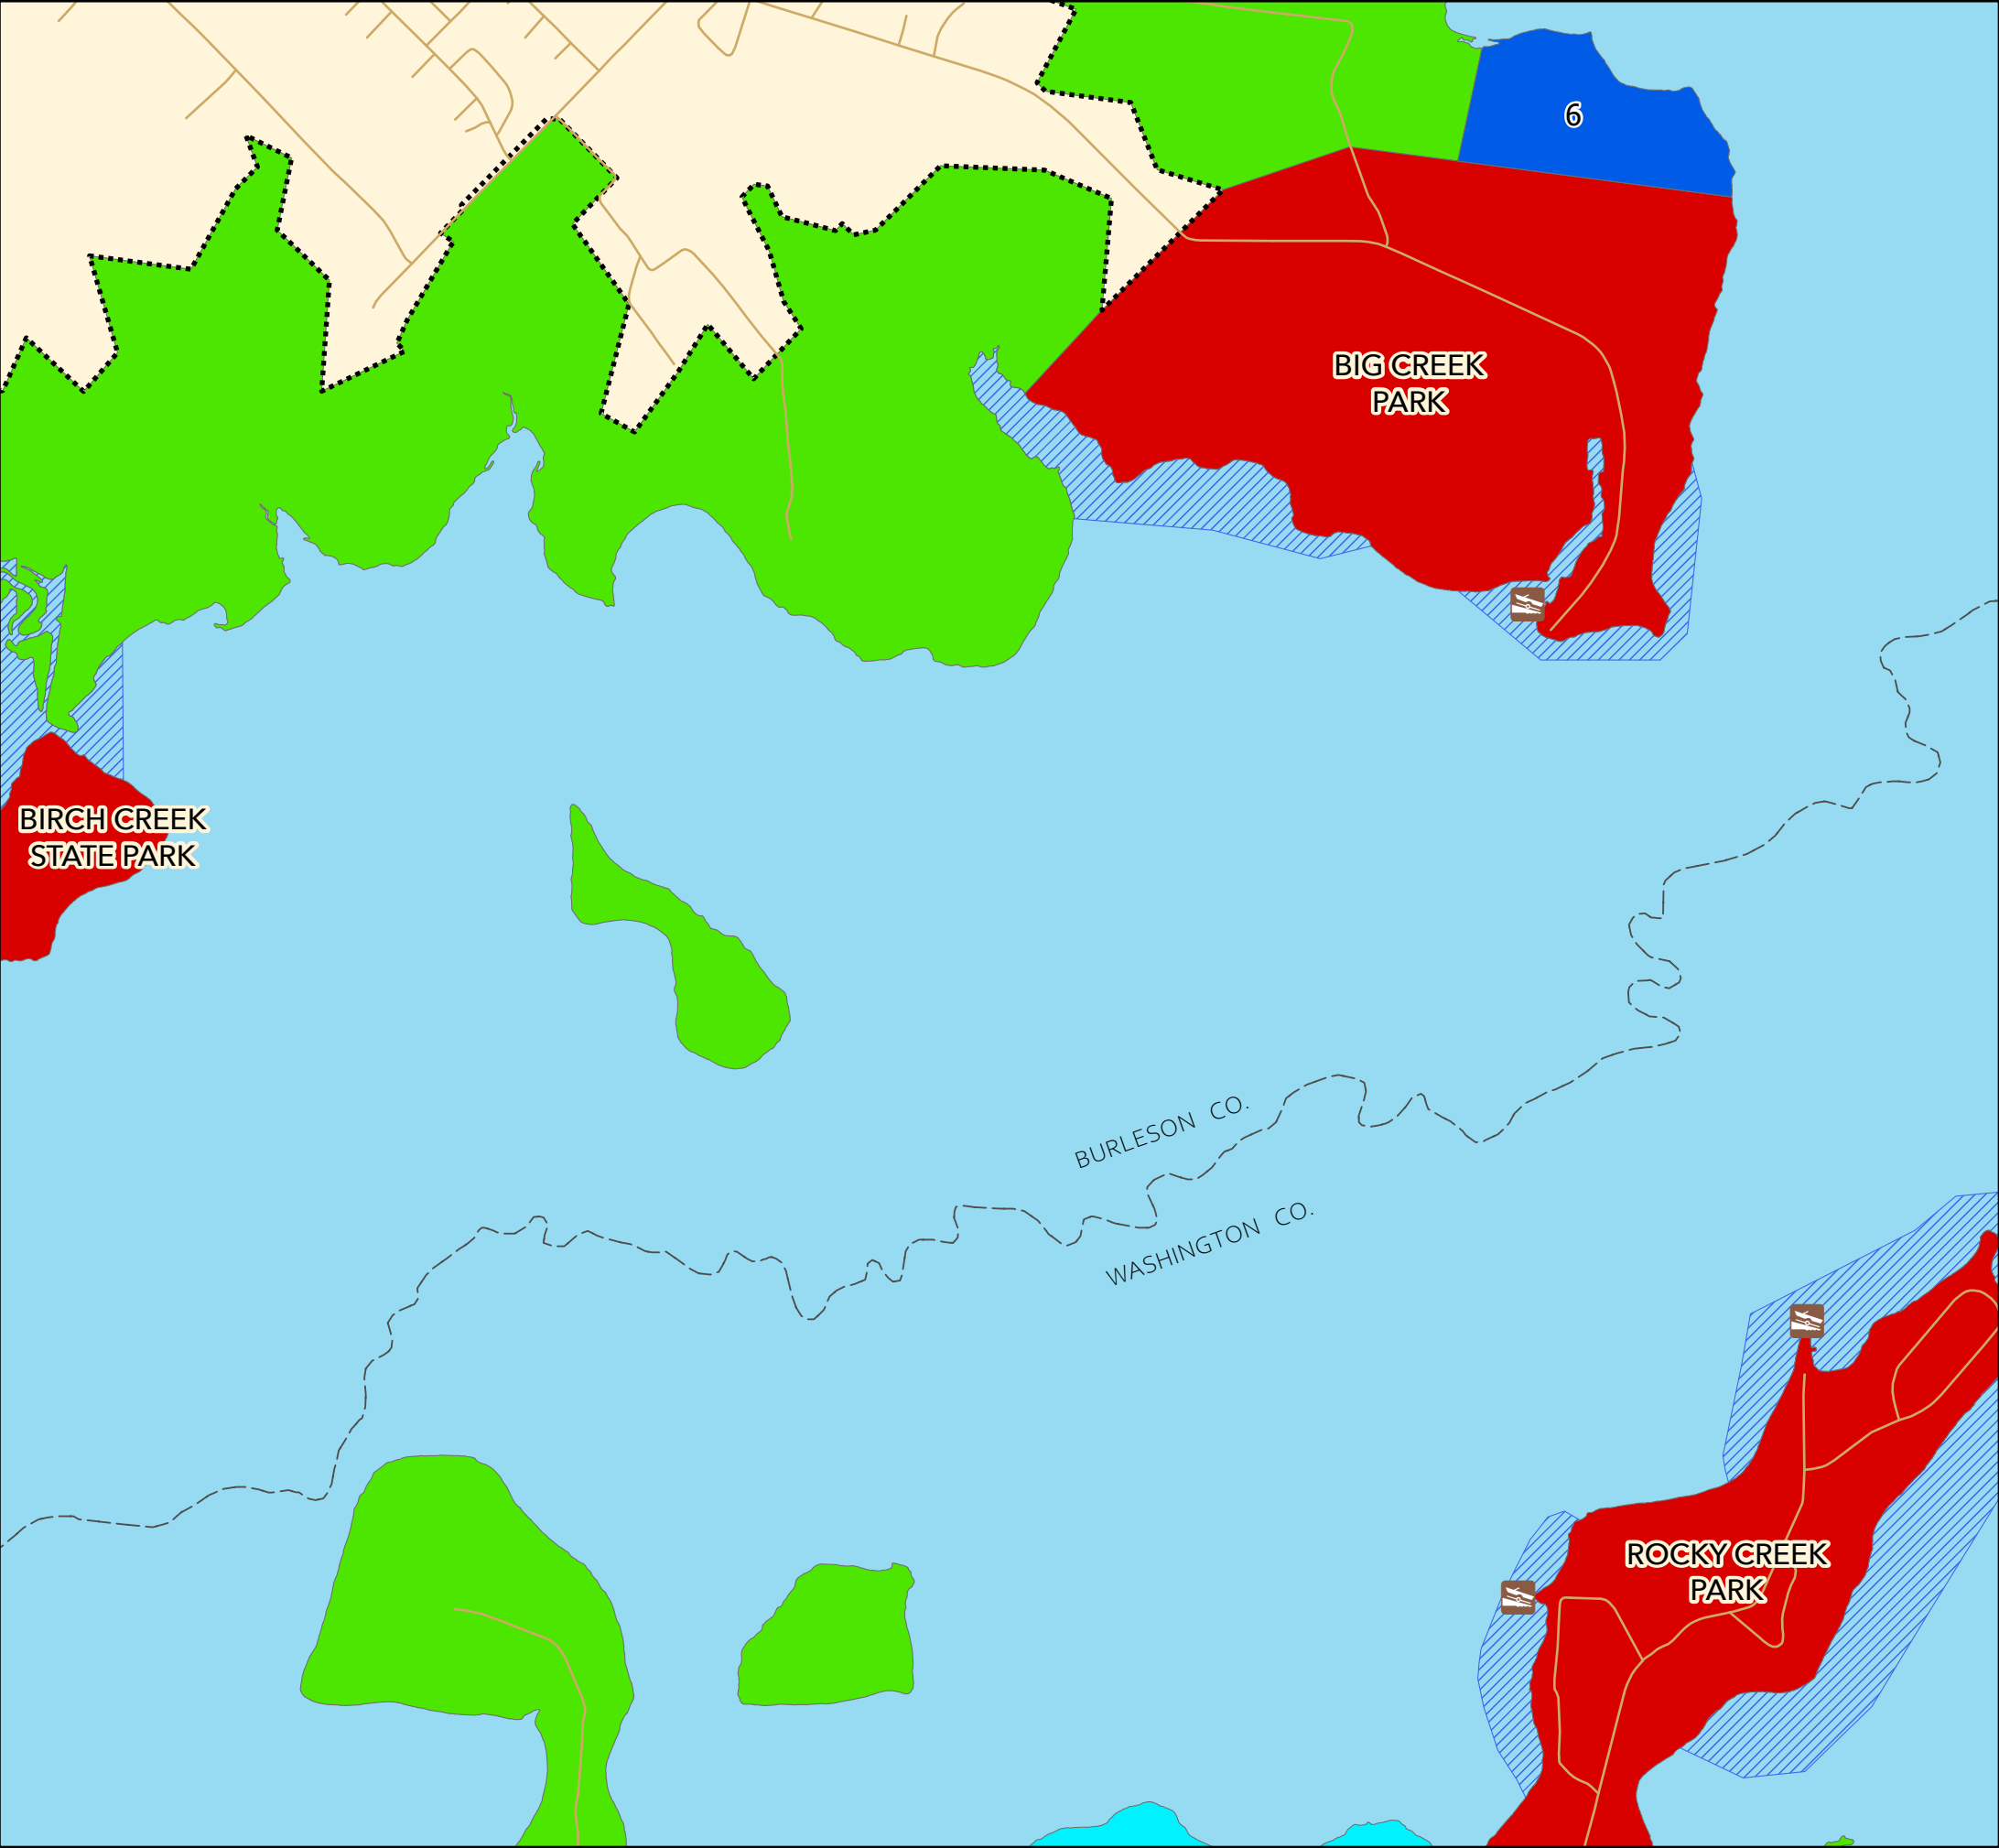 6
BIG CREEK
PARK
BIRCH CREEK
STATE PARK
BURLESON CO.
WASHINGTON CO.
ROCKY CREEK
PARK